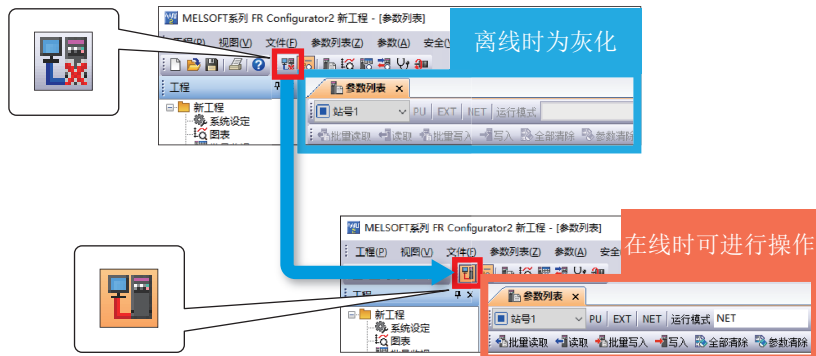 MELSOFT系列 FR Configurator2 新工程 - [参数列表]
视图(V) 文件(F) 参数列表(Z) 参数(A) 安全(
离线时为灰化
工程
参数列表 ×
新工程
系统设定
图表
站号1 PU EXT NET 运行模式
批量读取 读取 批量写入 写入 全部清除 参数清除
MELSOFT系列 FR Configurator2 新工程 - [参数列表]
工程(P) 视图(V) 文件(F) 参数列表(Z) 参数(A) 安全
在线时可进行操作
参数列表 ×
新工程
系统设定
图表
站号1 PU EXT NET 运行模式 NET
批量读取 读取 批量写入 写入 全部清除 参数清除